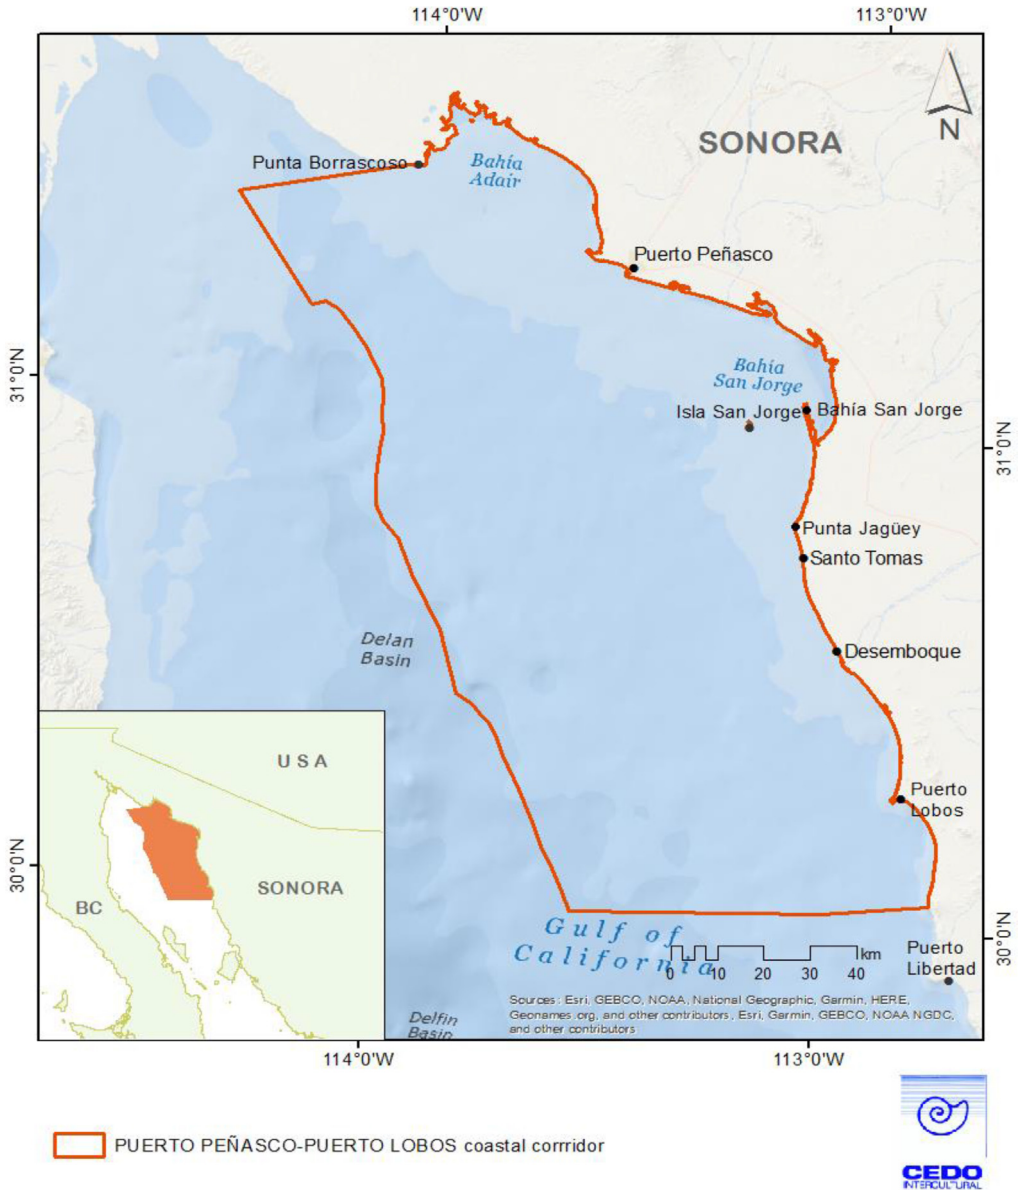 114°0'W
113°0'W
N
SONORA
Punta Borrascoso
Bahía
Adair
Puerto Peñasco
31°0'N
Bahía
San Jorge
Isla San Jorge
Bahía San Jorge
31°0'N
Punta Jagüey
Santo Tomas
Delan
Basin
Desemboque
USA
Puerto
Lobos
30°0'N
SONORA
BC
Gulf of
California
30°0'N
Puerto
Libertad
0 5 10 20 30 40 km
Sources: Esri, GEBCO, NOAA, National Geographic, Garmin, HERE,
Geonames.org, and other contributors, Esri, Garmin, GEBCO, NOAA NGDC,
and other contributors
Delfin
Basin
114°0'W
113°0'W
PUERTO PEÑASCO-PUERTO LOBOS coastal corrridor
CEDO
INTERCULTURAL